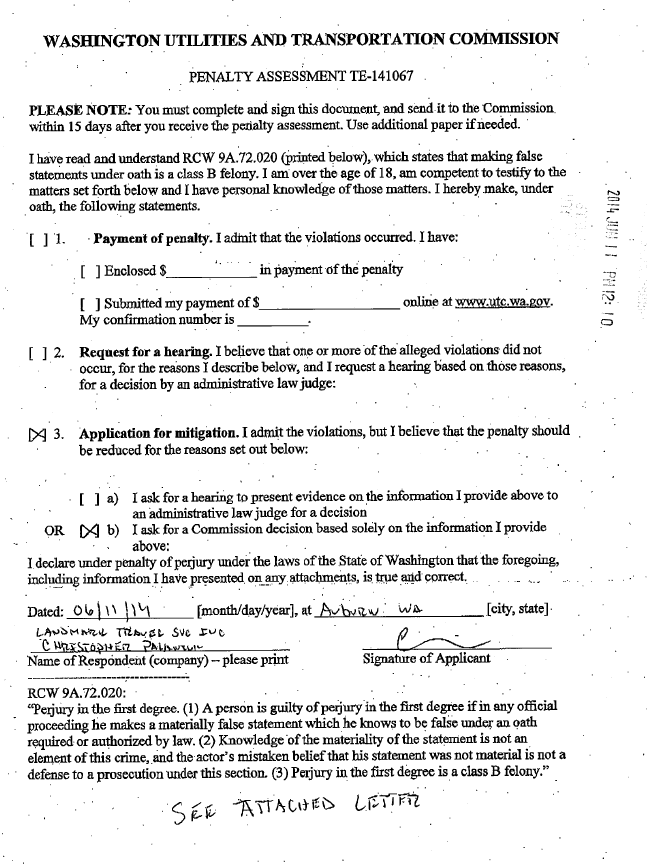 WASHINGTON UTILITIES AND TRANSPORTATION COMMISSION
PENALTY ASSESSMENT TE-141067
PLEASE NOTE: You must complete and sign this document, and send it to the Commission
within 15 days after you receive the penalty assessment. Use additional paper if needed.
I have read and understand RCW 9A.72.020 (printed below), which states that making false
statements under oath is a class B felony. I am over the age of 18, am competent to testify to the
matters set forth below and I have personal knowledge of those matters. I hereby make, under
oath, the following statements.
[ ] 1. Payment of penalty. I admit that the violations occurred. I have:
[ ] Enclosed $____________ in payment of the penalty
[ ] Submitted my payment of $___________________ online at www.utc.wa.gov.
My confirmation number is __________.
[ ] 2. Request for a hearing. I believe that one or more of the alleged violations did not
occur, for the reasons I describe below, and I request a hearing based on those reasons,
for a decision by an administrative law judge:
[X] 3. Application for mitigation. I admit the violations, but I believe that the penalty should
be reduced for the reasons set out below:
[ ] a) I ask for a hearing to present evidence on the information I provide above to
an administrative law judge for a decision
OR [X] b) I ask for a Commission decision based solely on the information I provide
above:
I declare under penalty of perjury under the laws of the State of Washington that the foregoing,
including information I have presented on any attachments, is true and correct.
Dated: 06/11/14 [month/day/year], at AUBURN WA [city, state]
LANDMARK TRAVEL SVC INC
CHRISTOPHER
Name of Respondent (company) – please print Signature of Applicant
RCW 9A.72.020:
"Perjury in the first degree. (1) A person is guilty of perjury in the first degree if in any official
proceeding he makes a materially false statement which he knows to be false under an oath
required or authorized by law. (2) Knowledge of the materiality of the statement is not an
element of this crime, and the actor's mistaken belief that his statement was not material is not a
defense to a prosecution under this section. (3) Perjury in the first degree is a class B felony."
SEE ATTACHED LETTER
2014 JUN 11 PM 12:10